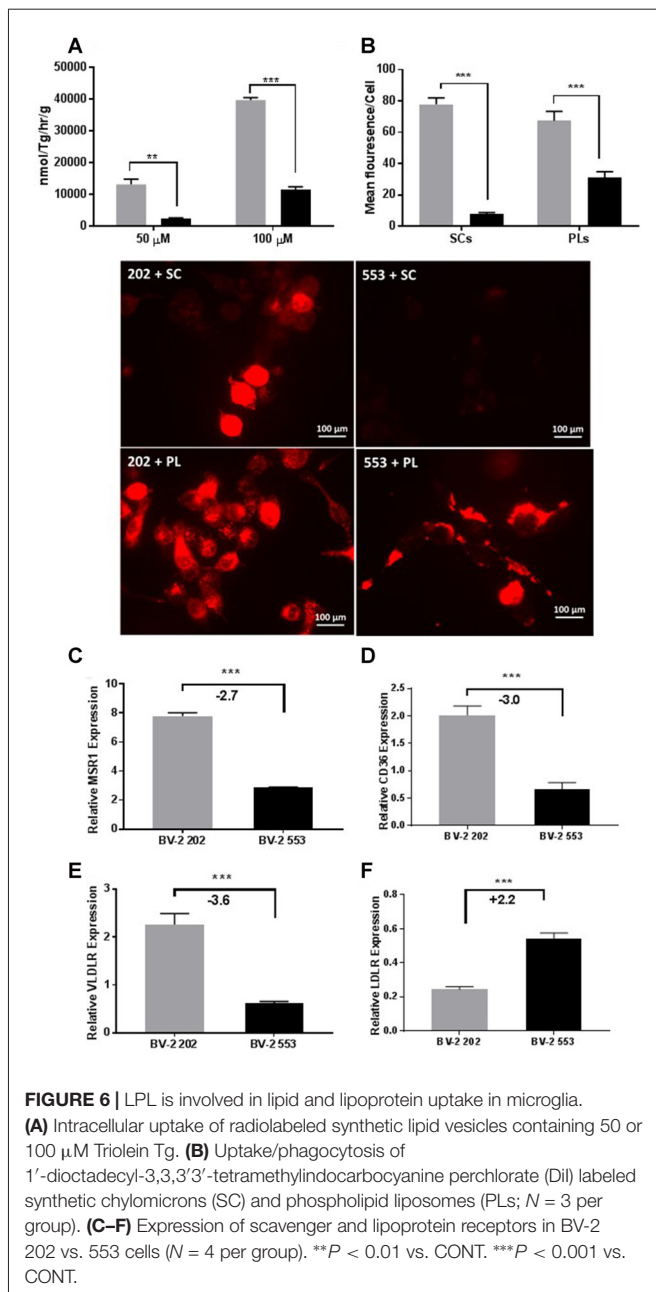 A
nmol/Tg/hr/g
40000
30000
20000
10000
0
**
***
50 μM
100 μM
B
Mean flouresence/Cell
100
80
60
40
20
0
***
***
SCs
PLs
202 + SC
100 μm
553 + SC
100 μm
202 + PL
100 μm
553 + PL
100 μm
C
Relative MSR1 Expression
10
8
6
4
2
0
***
-2.7
BV-2 202
BV-2 553
D
Relative CD36 Expression
2.5
2.0
1.5
1.0
0.5
0.0
***
-3.0
BV-2 202
BV-2 553
E
Relative VLDLR Expression
3
2
1
0
***
-3.6
BV-2 202
BV-2 553
F
Relative LDLR Expression
0.8
0.6
0.4
0.2
0.0
***
+2.2
BV-2 202
BV-2 553
FIGURE 6 | LPL is involved in lipid and lipoprotein uptake in microglia.
(A) Intracellular uptake of radiolabeled synthetic lipid vesicles containing 50 or
100 μM Triolein Tg. (B) Uptake/phagocytosis of
1′-dioctadecyl-3,3,3′3′-tetramethylindocarbocyanine perchlorate (DiI) labeled
synthetic chylomicrons (SC) and phospholipid liposomes (PLs; N = 3 per
group). (C–F) Expression of scavenger and lipoprotein receptors in BV-2
202 vs. 553 cells (N = 4 per group). **P < 0.01 vs. CONT. ***P < 0.001 vs.
CONT.